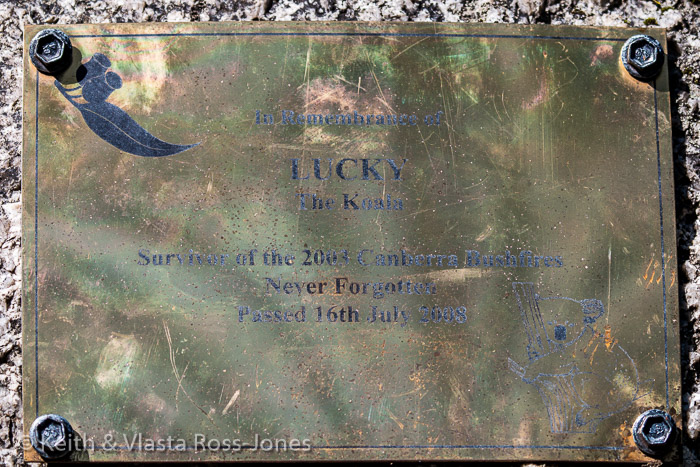 In Remembrance of
LUCKY
The Koala
Survivor of the 2003 Canberra Bushfires
Never Forgotten
Passed 16th July 2008
© Keith & Vlasta Ross-Jones